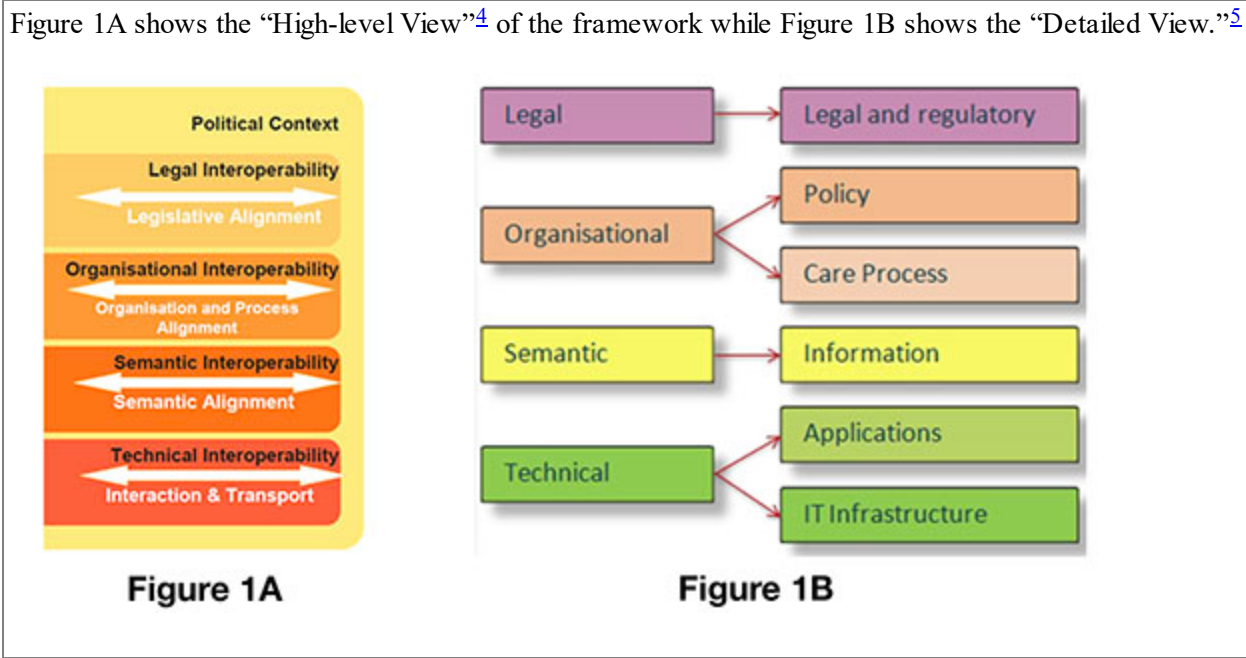 Figure 1A shows the “High-level View”4 of the framework while Figure 1B shows the “Detailed View.”5
Political Context
Legal Interoperability
Legislative Alignment
Organisational Interoperability
Organisation and Process
Alignment
Semantic Interoperability
Semantic Alignment
Technical Interoperability
Interaction & Transport
Figure 1A
Legal
Legal and regulatory
Organisational
Policy
Care Process
Semantic
Information
Technical
Applications
IT Infrastructure
Figure 1B